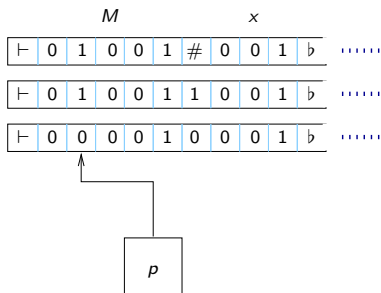 M x
⊢ 0 1 0 0 1 # 0 0 1 ♭
⊢ 0 1 0 0 1 1 0 0 1 ♭
⊢ 0 0 0 0 1 0 0 0 1 ♭
p